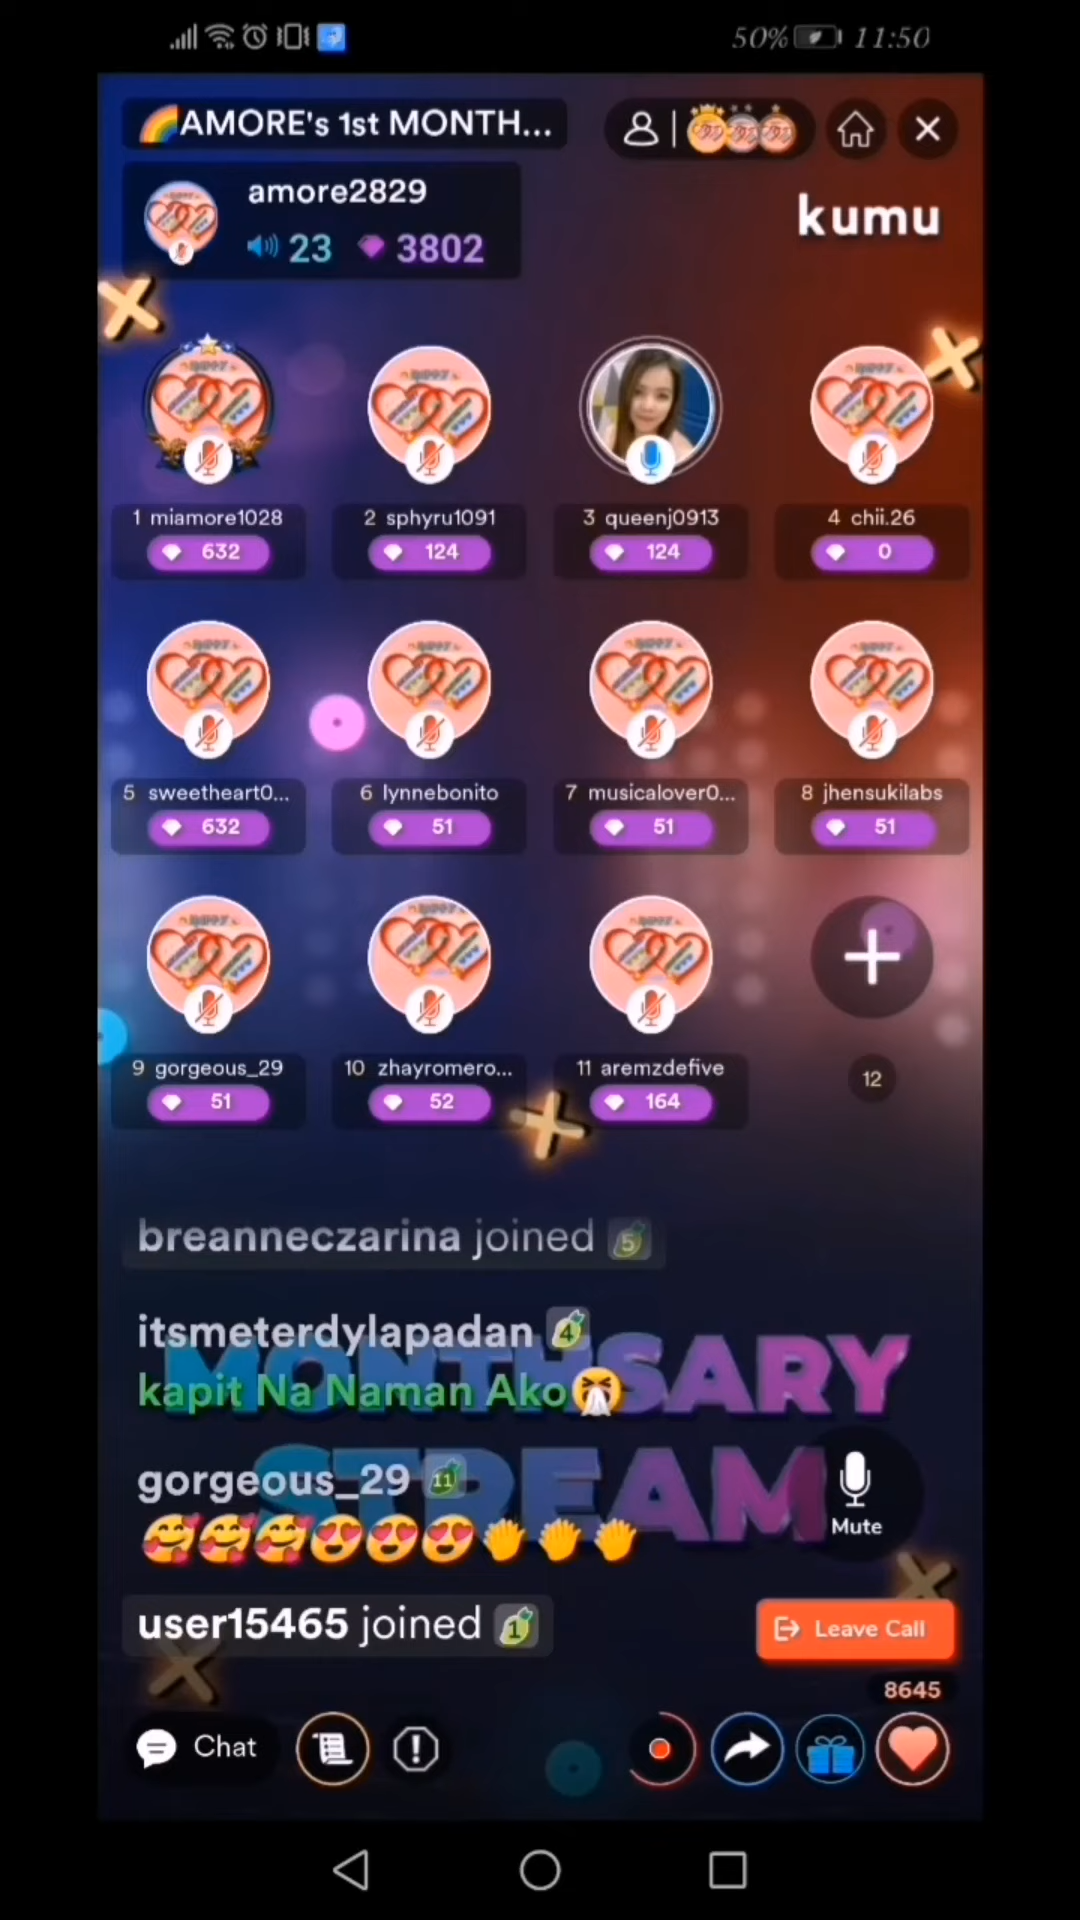 50% 11:50
🌈AMORE's 1st MONTH...
amore2829
23 3802
kumu
1 miamore1028
632
2 sphyru1091
124
3 queenj0913
124
4 chii.26
0
5 sweetheart0...
632
6 lynnebonito
51
7 musicalover0...
51
8 jhensukilabs
51
9 gorgeous_29
51
10 zhayromero...
52
11 aremzdefive
164
12
breanneczarina joined 5
itsmeterdylapadan 4
kapit Na Naman Ako🤧
MONTHSARY
STREAM
gorgeous_29 11
🥰🥰🥰😍😍😍👏👏👏
Mute
user15465 joined 1
Leave Call
8645
Chat